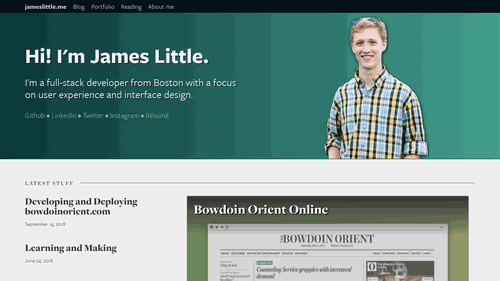 jameslittle.me Blog Portfolio Reading About me
Hi! I'm James Little.
I'm a full-stack developer from Boston with a focus
on user experience and interface design.
Github • LinkedIn • Twitter • Instagram • Résumé
LATEST STUFF
Developing and Deploying
bowdoinorient.com
September 14, 2018
Learning and Making
June 24, 2018
Bowdoin Orient Online
THE BOWDOIN ORIENT
Counseling Service grapples with increased
demand